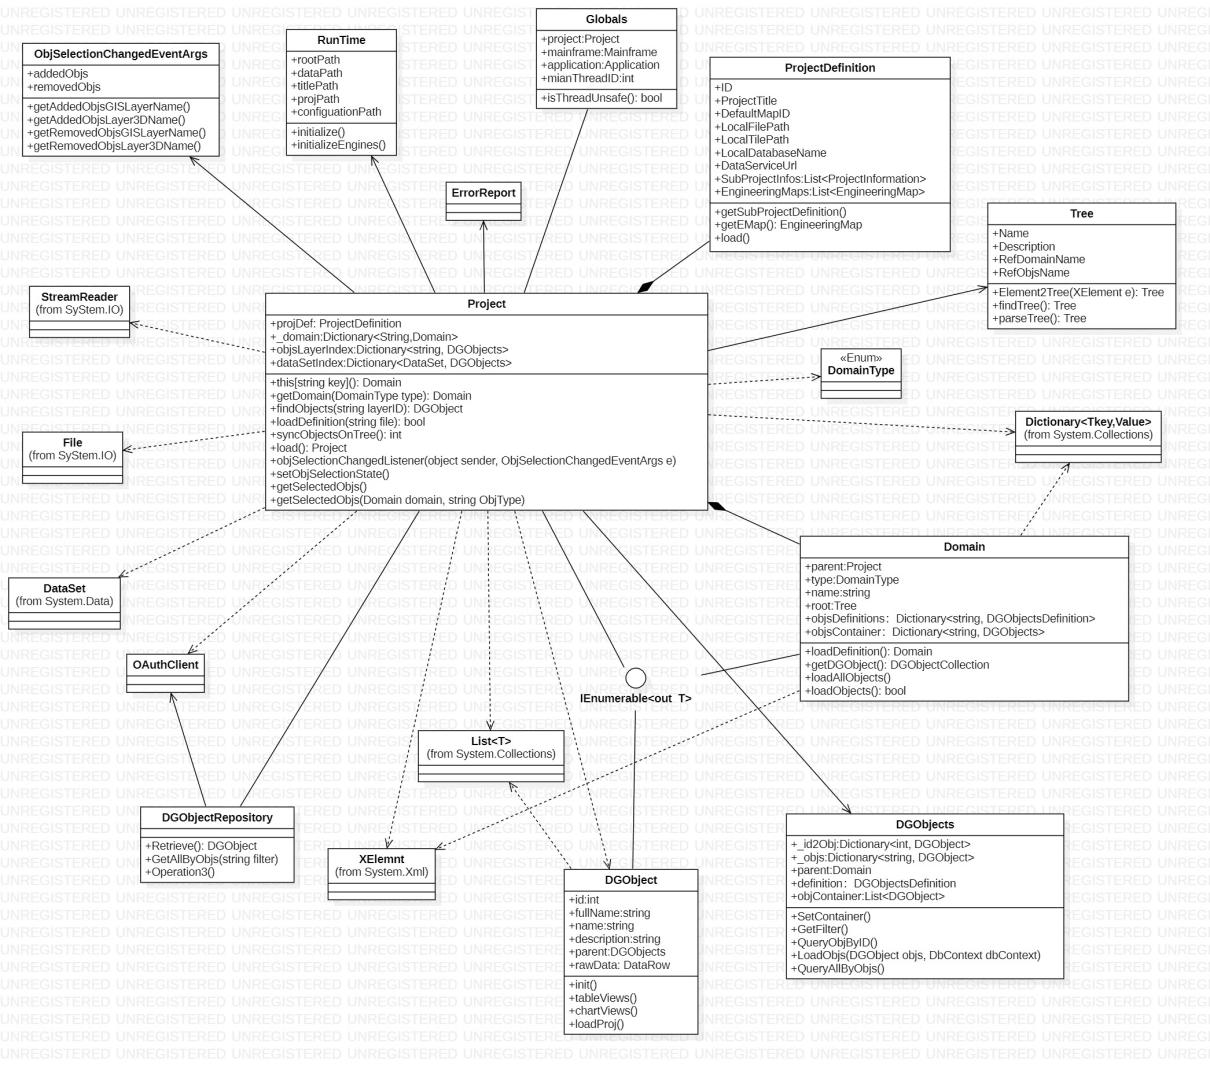 ObjSelectionChangedEventArgs
+addedObjs
+removedObjs
+getAddedObjsGISLayerName()
+getAddedObjsLayer3DName()
+getRemovedObjsGISLayerName()
+getRemovedObjsLayer3DName()
RunTime
+rootPath
+dataPath
+titlePath
+projPath
+configuationPath
+initialize()
+initializeEngines()
Globals
+project:Project
+mainframe:Mainframe
+application:Application
+mianThreadID:int
+isThreadUnsafe(): bool
ProjectDefinition
+ID
+ProjectTitle
+DefaultMapID
+LocalFilePath
+LocalTilePath
+LocalDatabaseName
+DataServiceUrl
+SubProjectInfos:List<ProjectInformation>
+EngineeringMaps:List<EngineeringMap>
+getSubProjectDefinition()
+getEMap(): EngineeringMap
+load()
ErrorReport
Tree
+Name
+Description
+RefDomainName
+RefObjsName
+Element2Tree(XElement e): Tree
+findTree(): Tree
+parseTree(): Tree
StreamReader
(from SyStem.IO)
Project
+projDef: ProjectDefinition
+_domain:Dictionary<String,Domain>
+objsLayerIndex:Dictionary<string, DGObjects>
+dataSetIndex:Dictionary<DataSet, DGObjects>
+this[string key](): Domain
+getDomain(DomainType type): Domain
+findObjects(string layerID): DGObject
+loadDefinition(string file): bool
+syncObjectsOnTree(): int
+load(): Project
+objSelectionChangedListener(object sender, ObjSelectionChangedEventArgs e)
+setObjSelectionState()
+getSelectedObjs()
+getSelectedObjs(Domain domain, string ObjType)
«Enum»
DomainType
Dictionary<Tkey,Value>
(from System.Collections)
File
(from SyStem.IO)
DataSet
(from System.Data)
OAuthClient
Domain
+parent:Project
+type:DomainType
+name:string
+root:Tree
+objsDefinitions： Dictionary<string, DGObjectsDefinition>
+objsContainer：Dictionary<string, DGObjects>
+loadDefinition(): Domain
+getDGObject(): DGObjectCollection
+loadAllObjects()
+loadObjects(): bool
IEnumerable<out T>
List<T>
(from System.Collections)
DGObjectRepository
+Retrieve(): DGObject
+GetAllByObjs(string filter)
+Operation3()
XElemnt
(from System.Xml)
DGObject
+id:int
+fullName:string
+name:string
+description:string
+parent:DGObjects
+rawData: DataRow
+init()
+tableViews()
+chartViews()
+loadProj()
DGObjects
+_id2Obj:Dictionary<int, DGObject>
+_objs:Dictionary<string, DGObject>
+parent:Domain
+definition：DGObjectsDefinition
+objContainer:List<DGObject>
+SetContainer()
+GetFilter()
+QueryObjByID()
+LoadObjs(DGObject objs, DbContext dbContext)
+QueryAllByObjs()